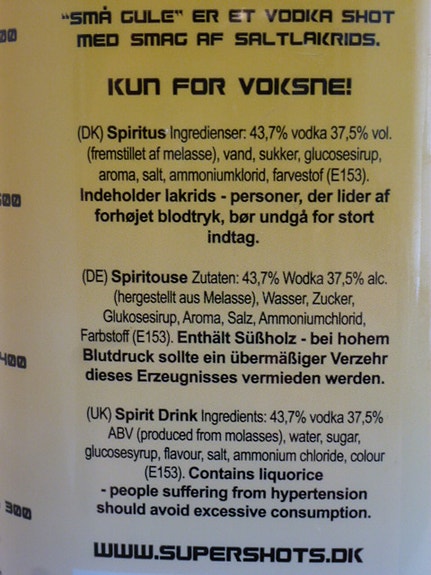 "SMÅ GULE" ER ET VODKA SHOT
MED SMAG AF SALTLAKRIDS.
KUN FOR VOKSNE!
(DK) Spiritus Ingredienser: 43,7% vodka 37,5% vol.
(fremstillet af melasse), vand, sukker, glucosesirup,
aroma, salt, ammoniumklorid, farvestof (E153).
Indeholder lakrids - personer, der lider af
forhøjet blodtryk, bør undgå for stort
indtag.
(DE) Spiritouse Zutaten: 43,7% Wodka 37,5% alc.
(hergestellt aus Melasse), Wasser, Zucker,
Glukosesirup, Aroma, Salz, Ammoniumchlorid,
Farbstoff (E153). Enthält Süßholz - bei hohem
Blutdruck sollte ein übermäßiger Verzehr
dieses Erzeugnisses vermieden werden.
400
(UK) Spirit Drink Ingredients: 43,7% vodka 37,5%
ABV (produced from molasses), water, sugar,
glucosesyrup, flavour, salt, ammonium chloride, colour
(E153). Contains liquorice
- people suffering from hypertension
should avoid excessive consumption.
300
WWW.SUPERSHOTS.DK